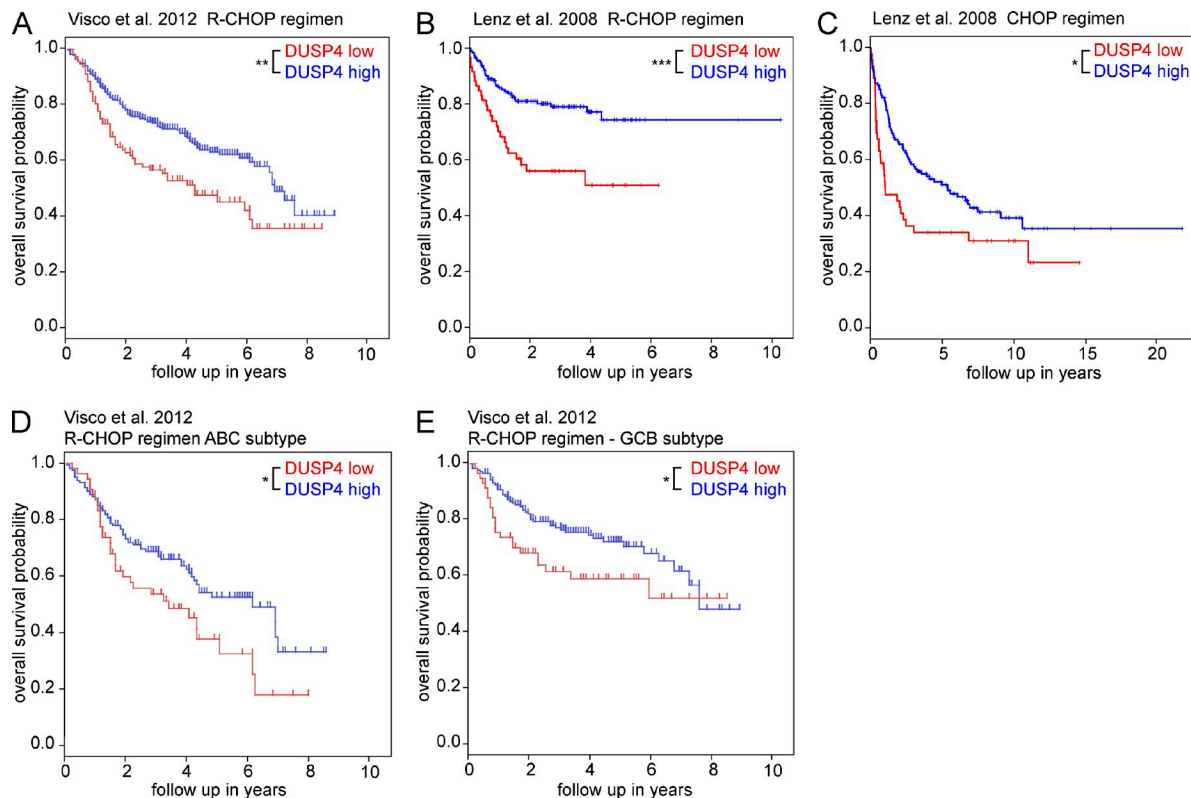 A
Visco et al. 2012 R-CHOP regimen
overall survival probability
1.0
0.8
0.6
0.4
0.2
0.0
** DUSP4 low
DUSP4 high
0 2 4 6 8 10
follow up in years
B
Lenz et al. 2008 R-CHOP regimen
overall survival probability
1.0
0.8
0.6
0.4
0.2
0.0
*** DUSP4 low
DUSP4 high
0 2 4 6 8 10
follow up in years
C
Lenz et al. 2008 CHOP regimen
overall survival probability
1.0
0.8
0.6
0.4
0.2
0.0
* DUSP4 low
DUSP4 high
0 5 10 15 20
follow up in years
D
Visco et al. 2012
R-CHOP regimen ABC subtype
overall survival probability
1.0
0.8
0.6
0.4
0.2
0.0
* DUSP4 low
DUSP4 high
0 2 4 6 8 10
follow up in years
E
Visco et al. 2012
R-CHOP regimen - GCB subtype
overall survival probability
1.0
0.8
0.6
0.4
0.2
0.0
* DUSP4 low
DUSP4 high
0 2 4 6 8 10
follow up in years